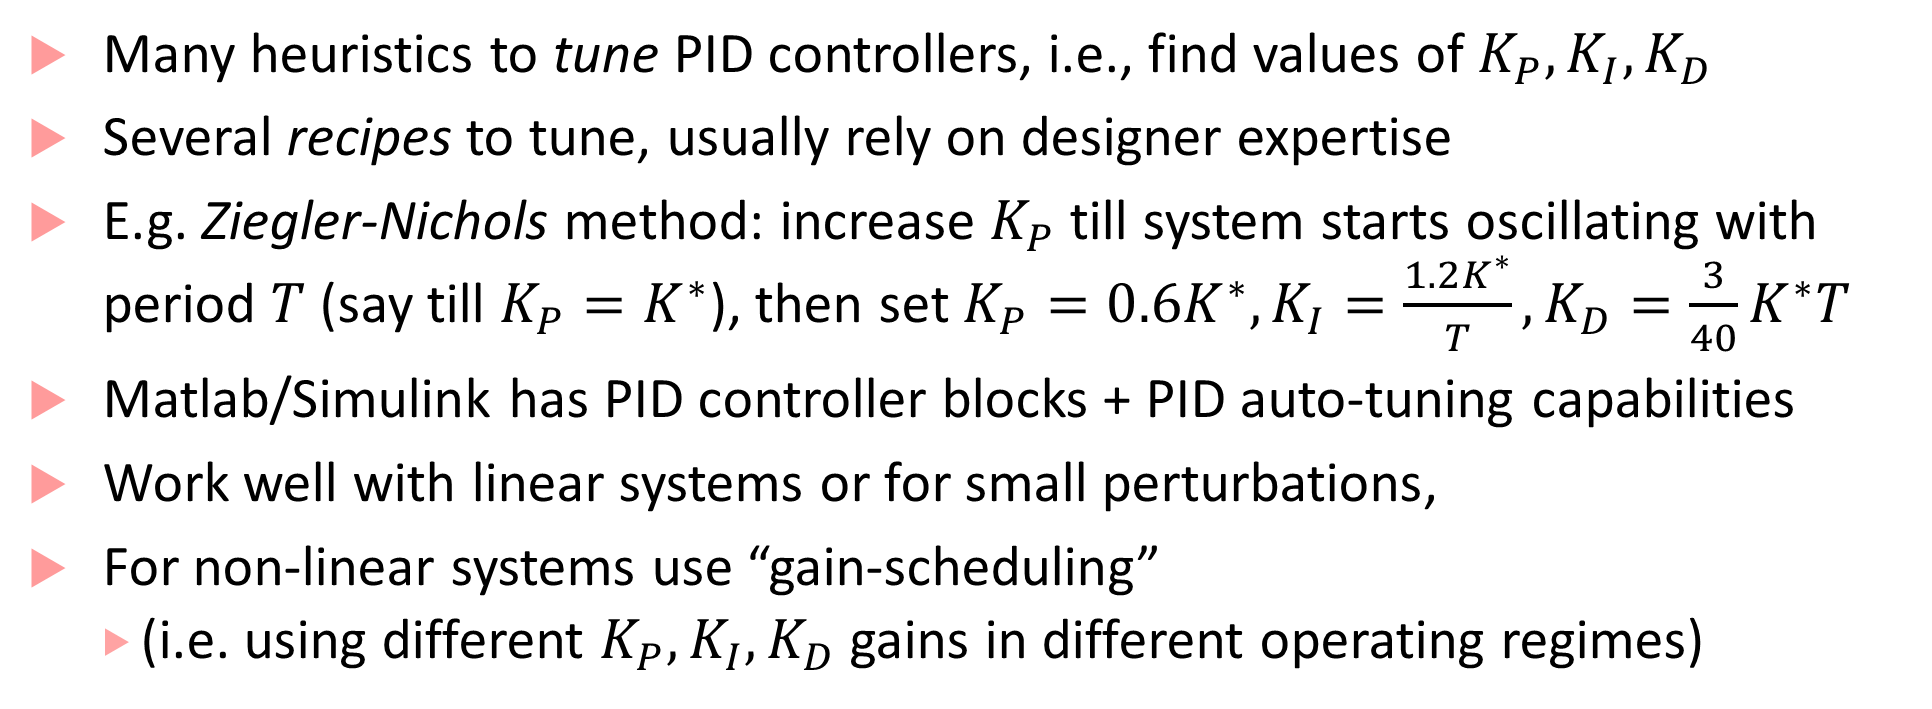 Many heuristics to tune PID controllers, i.e., find values of K_P, K_I, K_D
Several recipes to tune, usually rely on designer expertise
E.g. Ziegler-Nichols method: increase K_P till system starts oscillating with
period T (say till K_P = K*), then set K_P = 0.6K*, K_I = 1.2K*/T, K_D = 3/40 K*T
Matlab/Simulink has PID controller blocks + PID auto-tuning capabilities
Work well with linear systems or for small perturbations,
For non-linear systems use “gain-scheduling”
(i.e. using different K_P, K_I, K_D gains in different operating regimes)